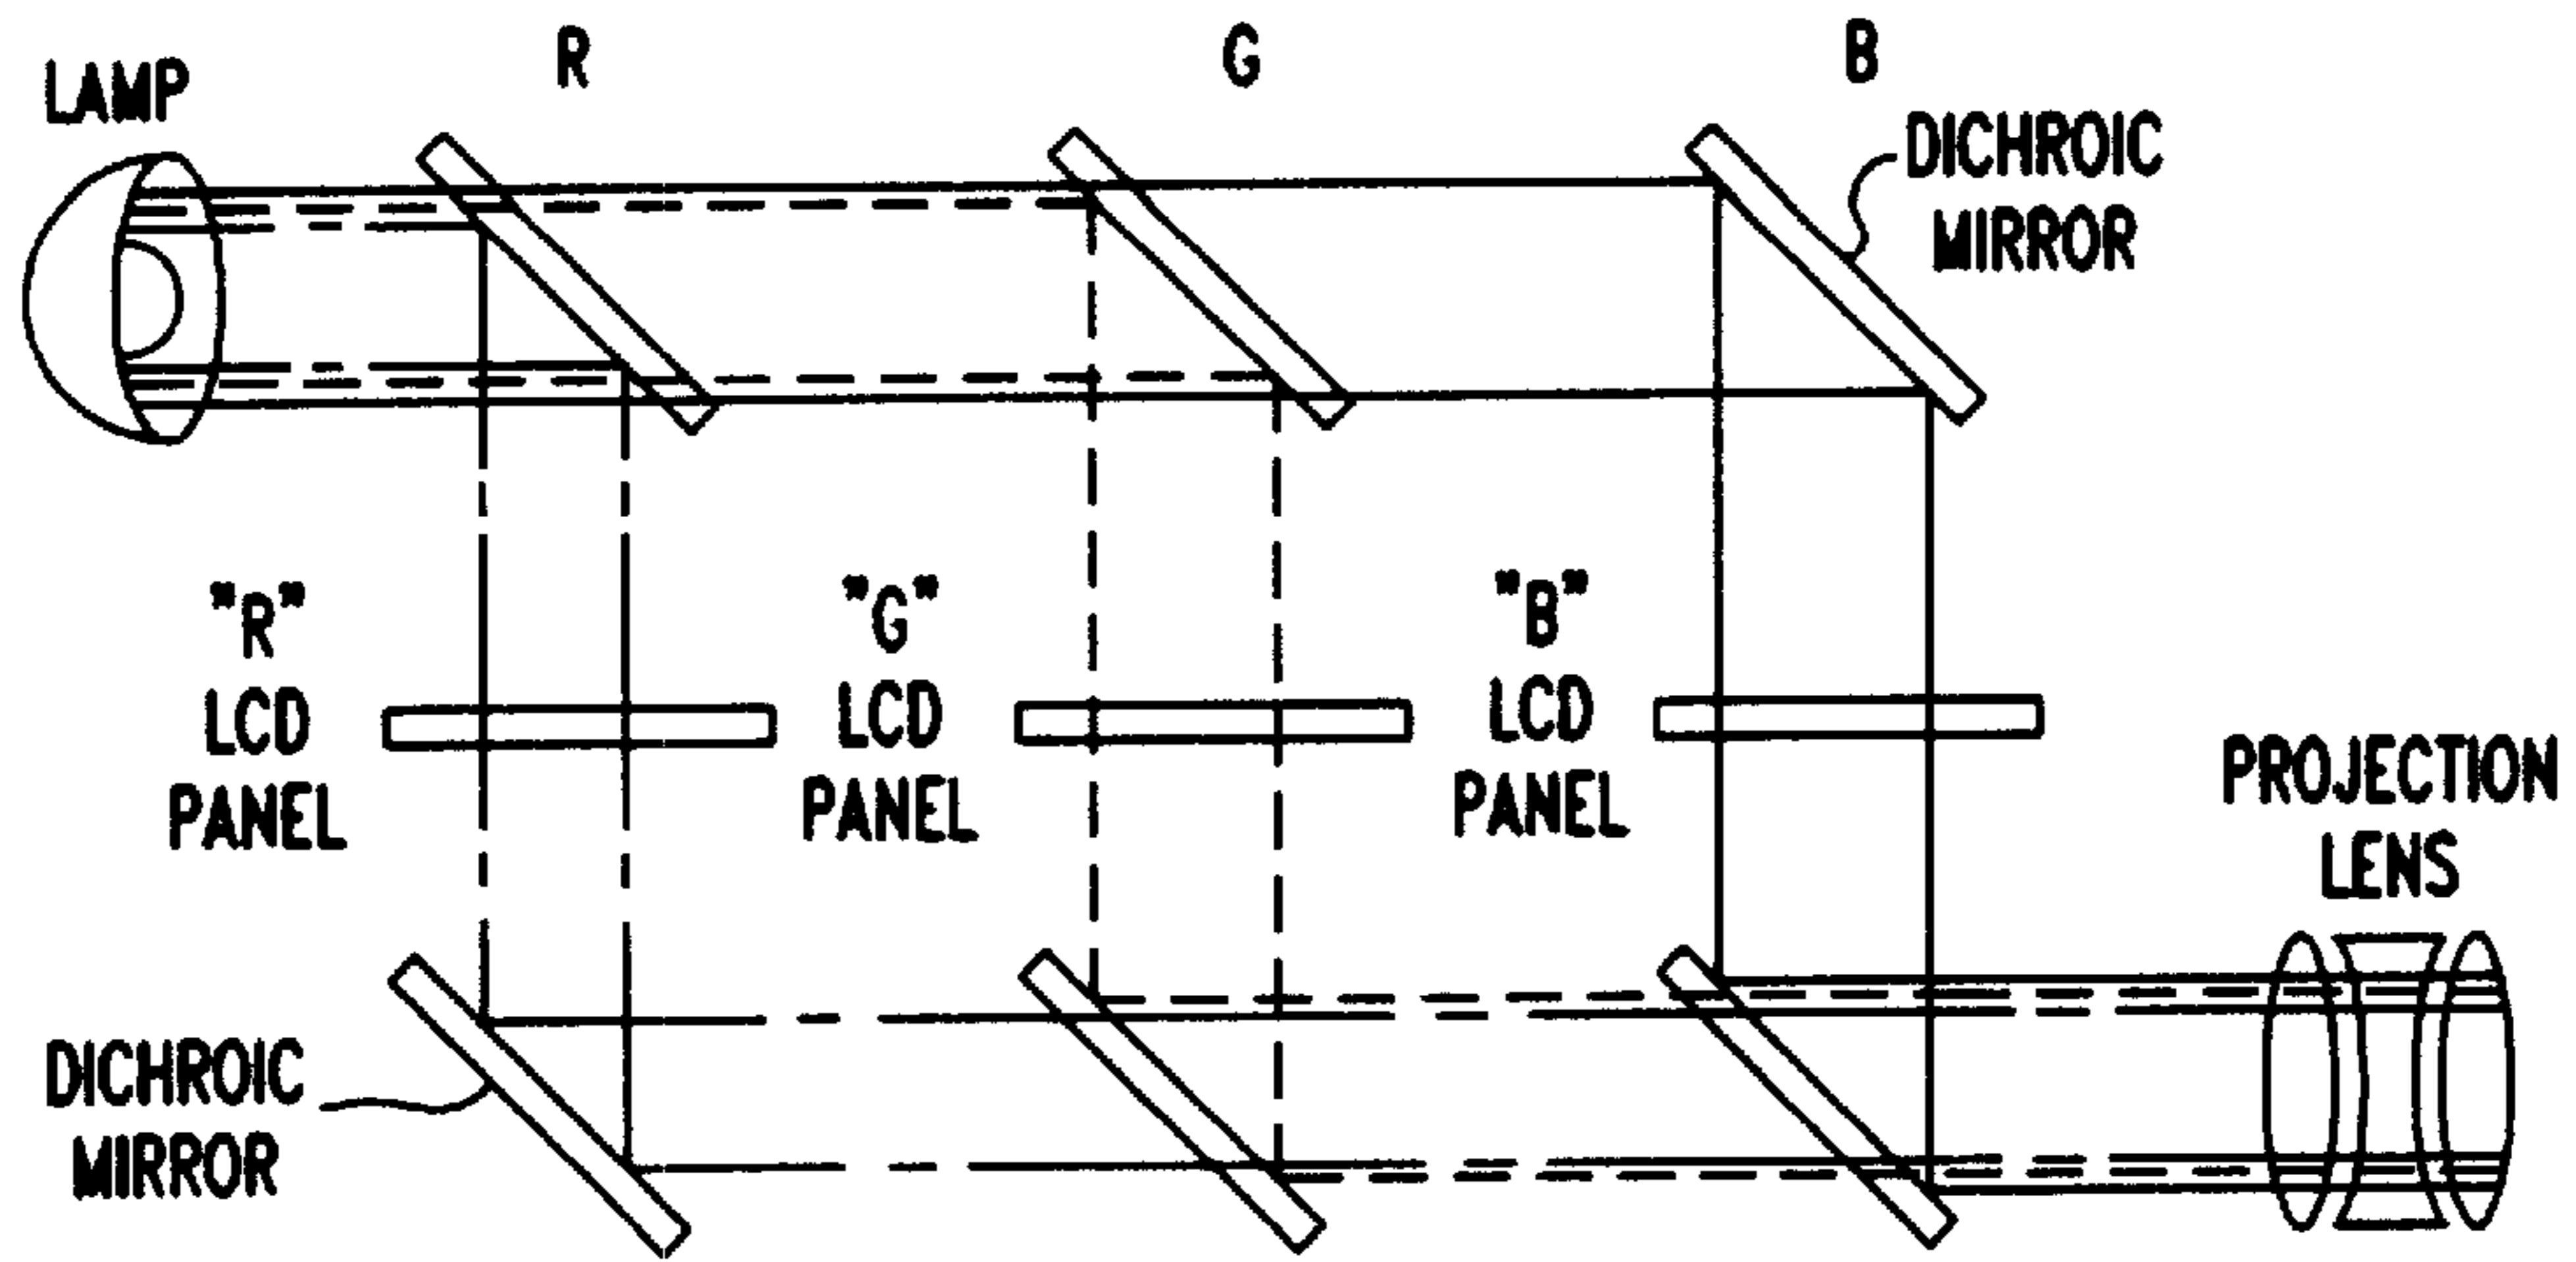 LAMP
R
G
B
DICHROIC
MIRROR
"R"
LCD
PANEL
"G"
LCD
PANEL
"B"
LCD
PANEL
PROJECTION
LENS
DICHROIC
MIRROR